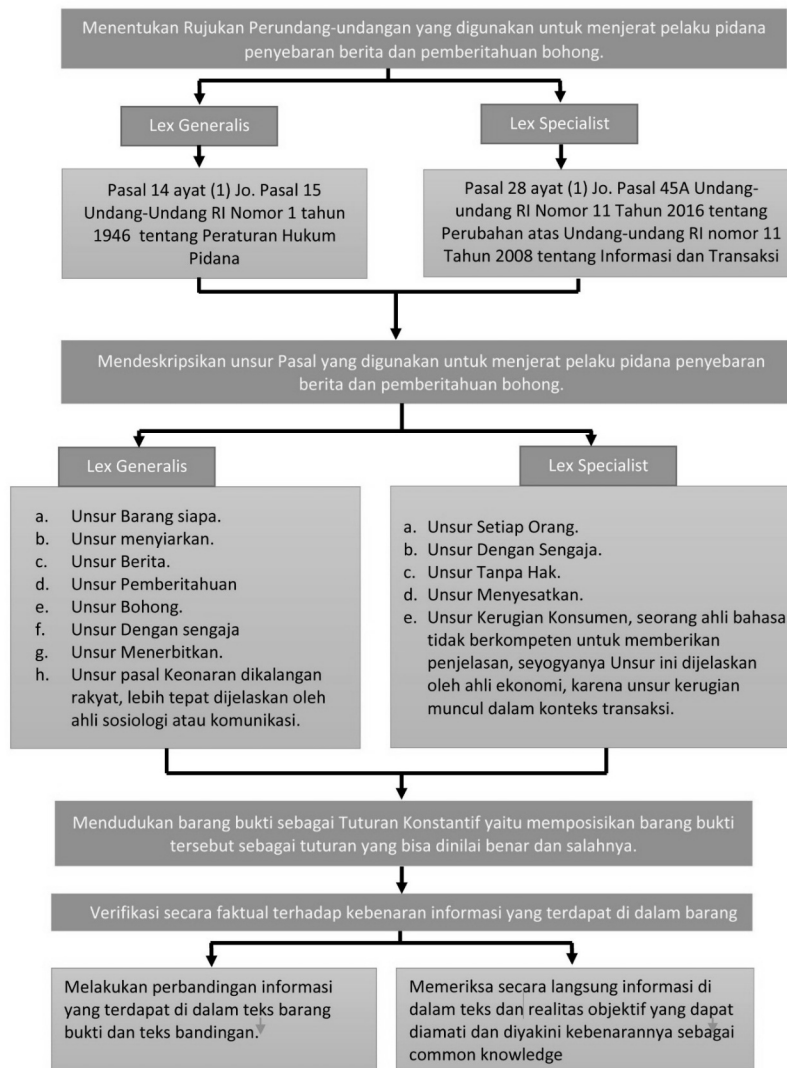 Menentukan Rujukan Perundang-undangan yang digunakan untuk menjerat pelaku pidana
penyebaran berita dan pemberitahuan bohong.
Lex Generalis
Lex Specialist
Pasal 14 ayat (1) Jo. Pasal 15
Undang-Undang RI Nomor 1 tahun
1946 tentang Peraturan Hukum
Pidana
Pasal 28 ayat (1) Jo. Pasal 45A Undang-
undang RI Nomor 11 Tahun 2016 tentang
Perubahan atas Undang-undang RI nomor 11
Tahun 2008 tentang Informasi dan Transaksi
Mendeskripsikan unsur Pasal yang digunakan untuk menjerat pelaku pidana penyebaran
berita dan pemberitahuan bohong.
Lex Generalis
Lex Specialist
a. Unsur Barang siapa.
b. Unsur menyiarkan.
c. Unsur Berita.
d. Unsur Pemberitahuan
e. Unsur Bohong.
f. Unsur Dengan sengaja
g. Unsur Menerbitkan.
h. Unsur pasal Keonaran dikalangan
rakyat, lebih tepat dijelaskan oleh
ahli sosiologi atau komunikasi.
a. Unsur Setiap Orang.
b. Unsur Dengan Sengaja.
c. Unsur Tanpa Hak.
d. Unsur Menyesatkan.
e. Unsur Kerugian Konsumen, seorang ahli bahasa
tidak berkompeten untuk memberikan
penjelasan, seyogyanya Unsur ini dijelaskan
oleh ahli ekonomi, karena unsur kerugian
muncul dalam konteks transaksi.
Mendudukan barang bukti sebagai Tuturan Konstantif yaitu memposisikan barang bukti
tersebut sebagai tuturan yang bisa dinilai benar dan salahnya.
Verifikasi secara faktual terhadap kebenaran informasi yang terdapat di dalam barang
Melakukan perbandingan informasi
yang terdapat di dalam teks barang
bukti dan teks bandingan.
Memeriksa secara langsung informasi di
dalam teks dan realitas objektif yang dapat
diamati dan diyakini kebenarannya sebagai
common knowledge